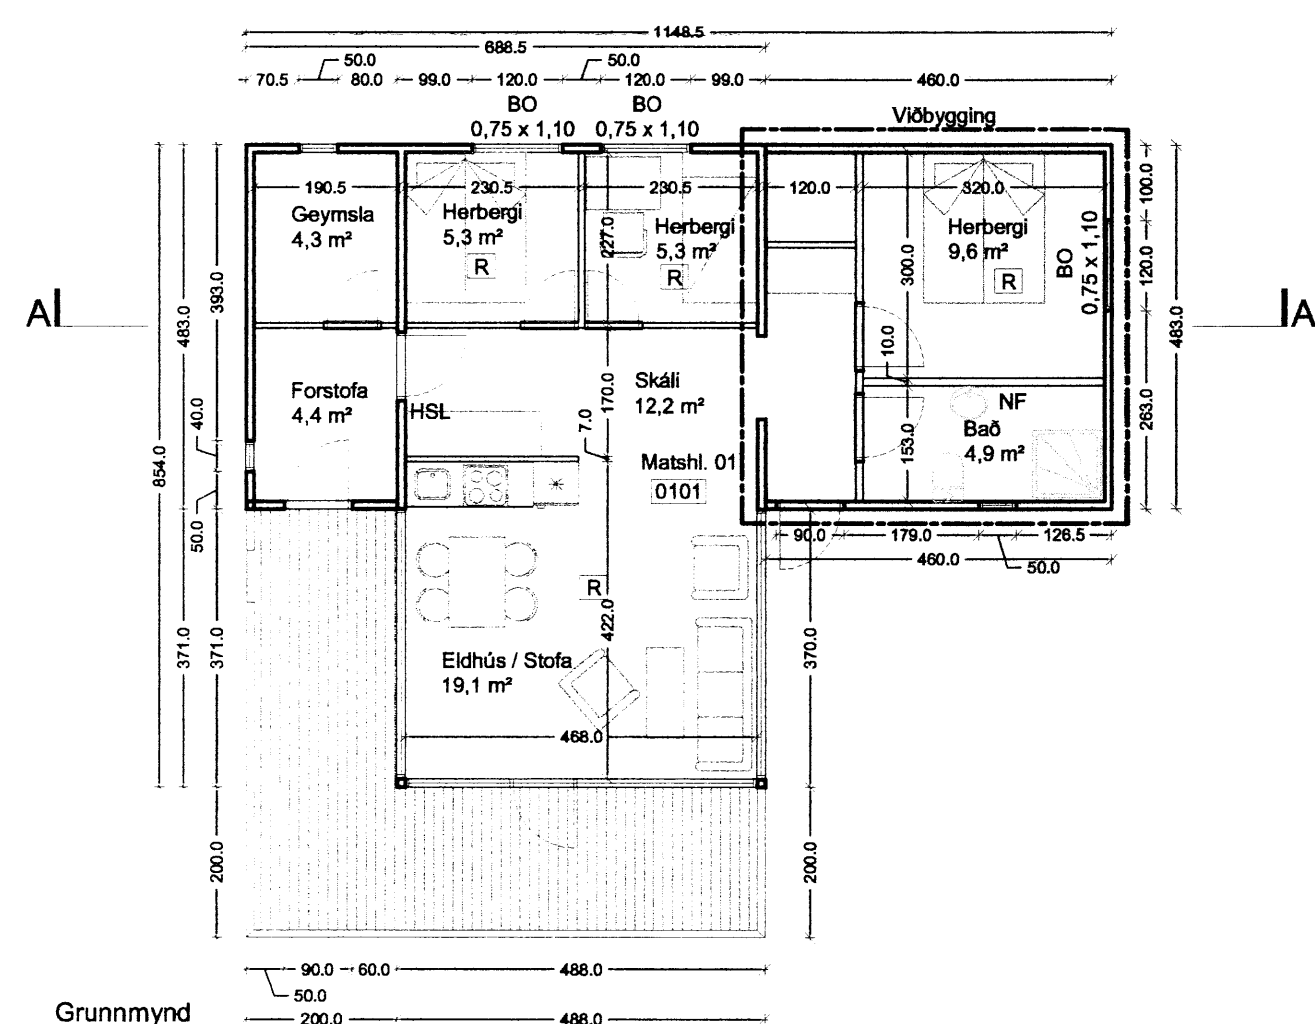 1148.5
688.5
50.0
50.0
70.5
80.0
99.0
120.0
120.0
99.0
460.0
BO
BO
Viðbygging
0,75 x 1,10
0,75 x 1,10
190.5
230.5
230.5
120.0
320.0
100.0
Geymsla
4,3 m²
Herbergi
5,3 m²
R
227.0
Herbergi
5,3 m²
R
300.0
Herbergi
9,6 m²
R
BO
0,75 x 1,10
120.0
A
A
393.0
483.0
483.0
10.0
Forstofa
4,4 m²
HSL
170.0
Skáli
12,2 m²
7.0
40.0
854.0
NF
Bað
4,9 m²
153.0
263.0
Matshl. 01
0101
50.0
90.0
179.0
126.5
460.0
50.0
R
422.0
371.0
371.0
370.0
Eldhús / Stofa
19,1 m²
468.0
200.0
200.0
90.0
60.0
488.0
50.0
Grunnmynd
200.0
488.0